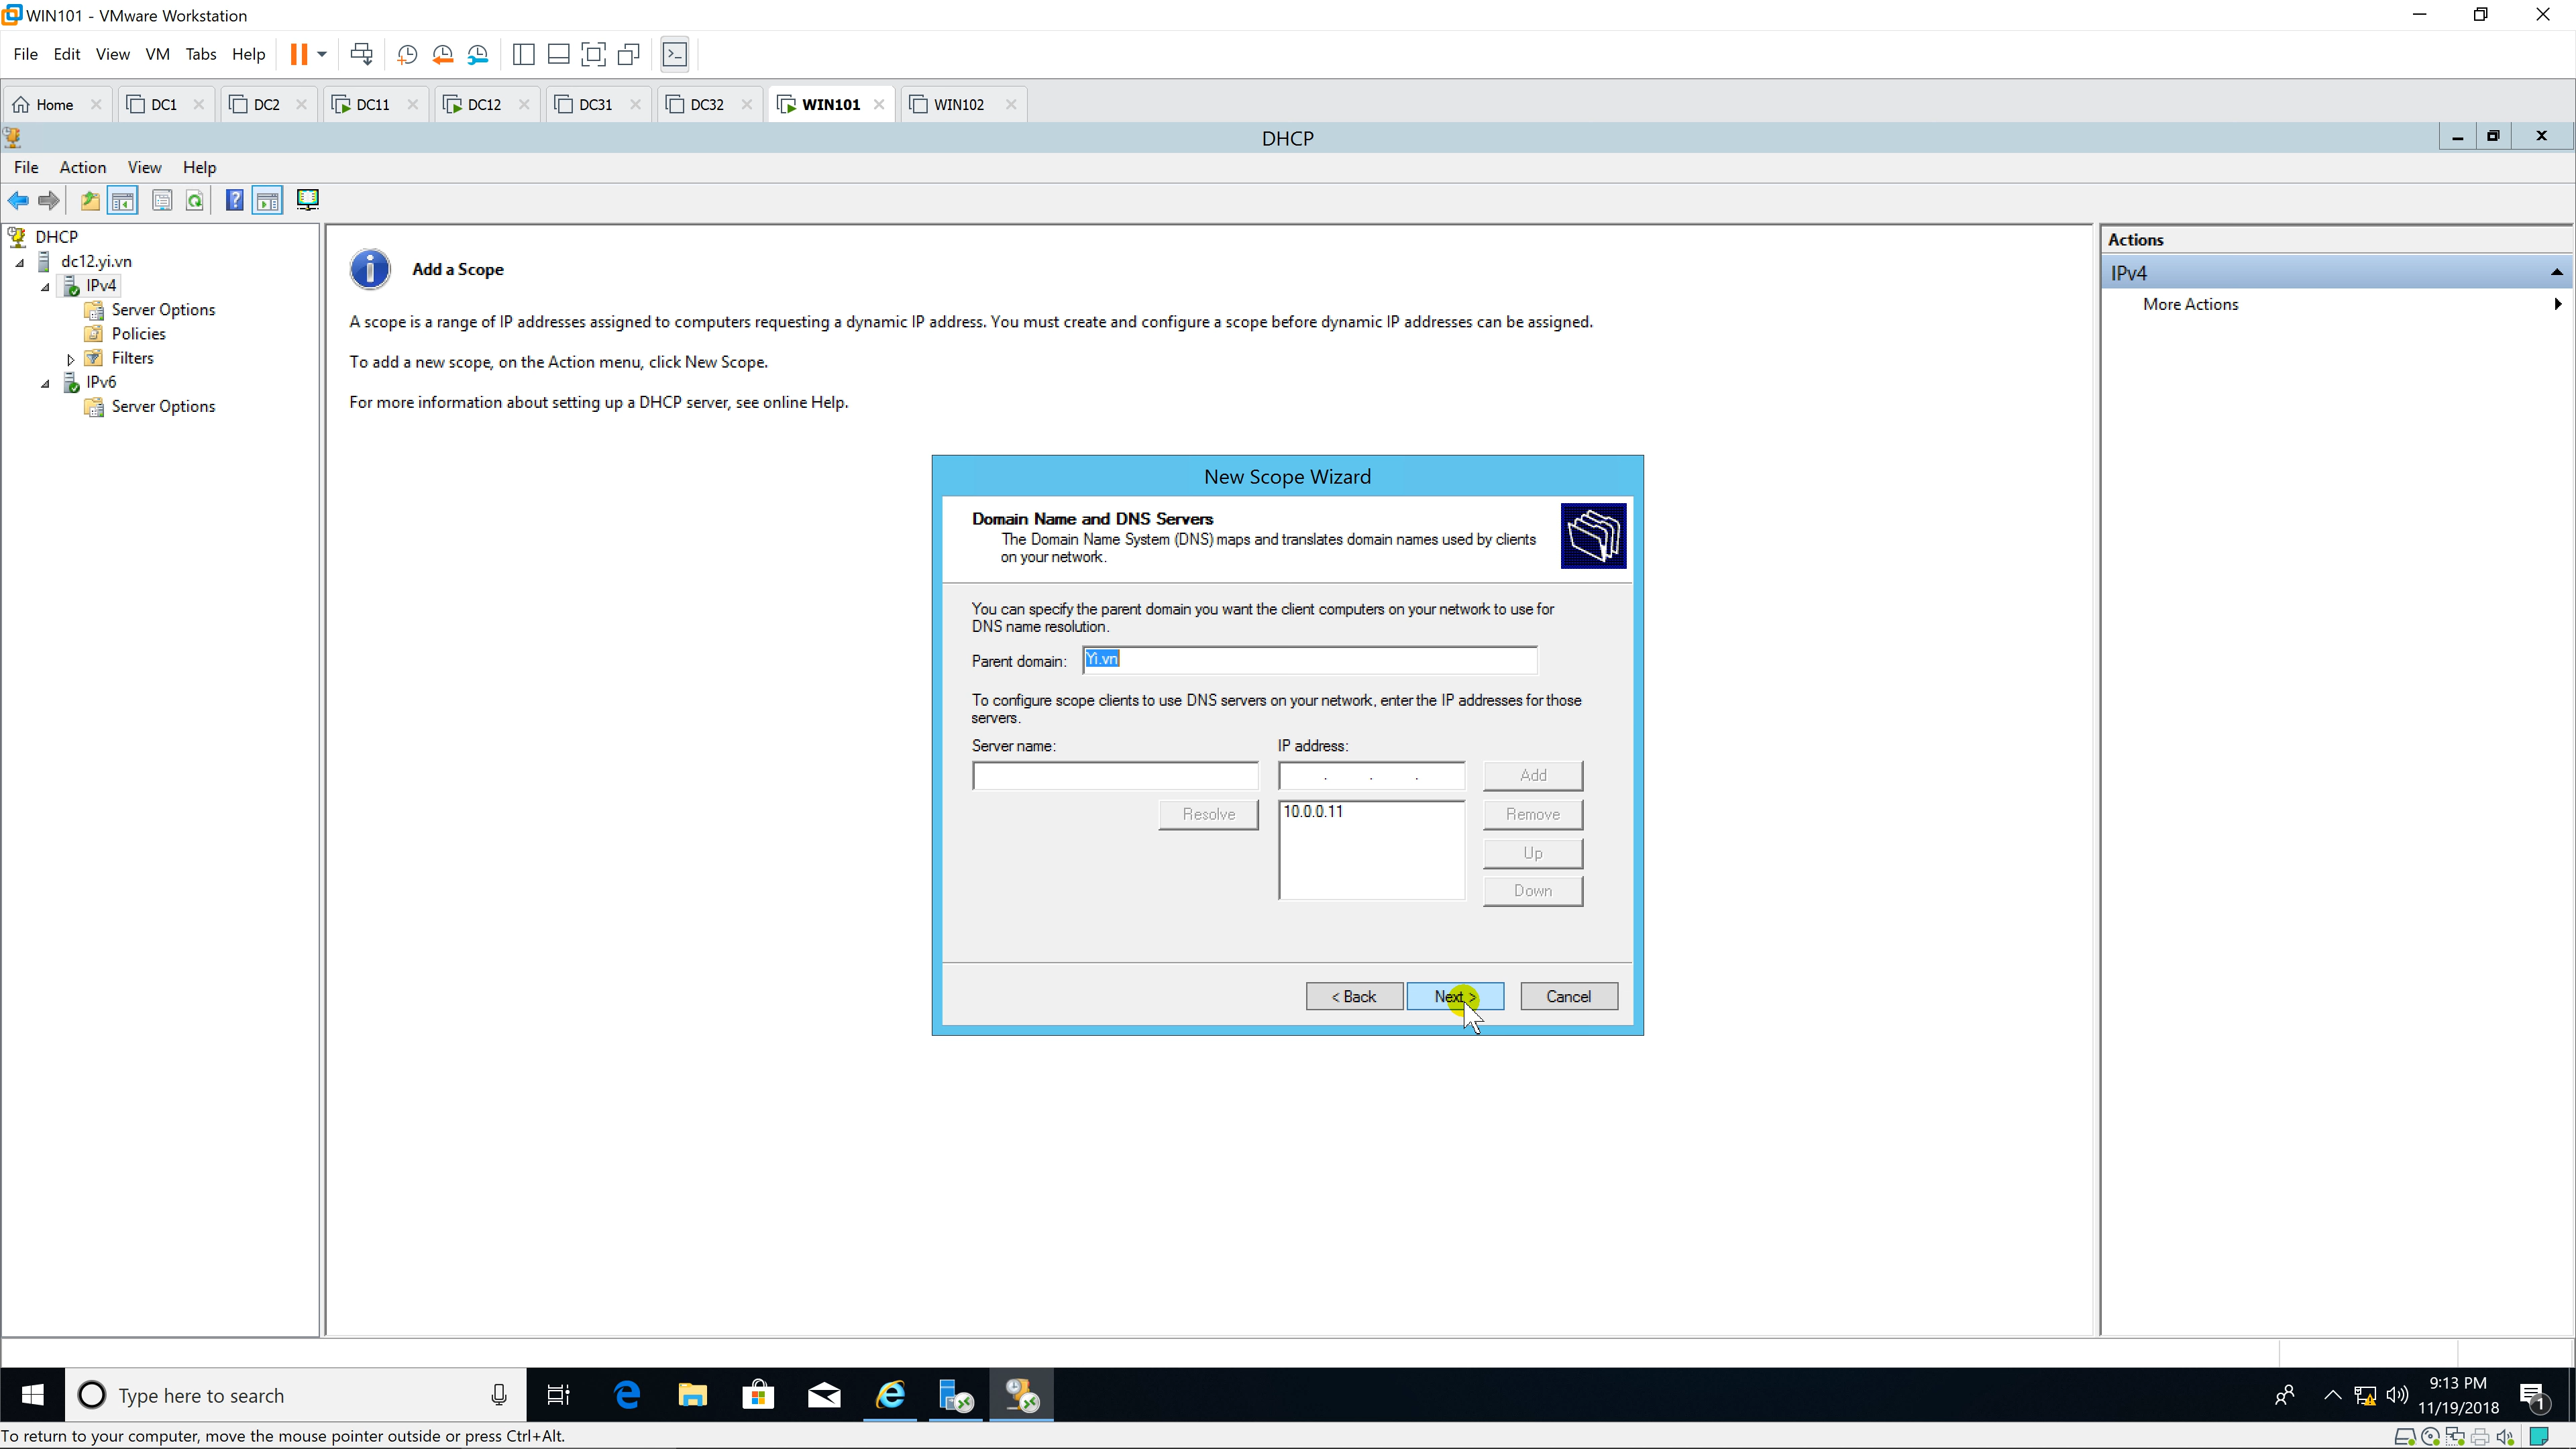 WIN101 - VMware Workstation
File Edit View VM Tabs Help
Home DC1 DC2 DC11 DC12 DC31 DC32 WIN101 WIN102
DHCP
File Action View Help
DHCP
dc12.yi.vn
IPv4
Server Options
Policies
Filters
IPv6
Server Options
Add a Scope
A scope is a range of IP addresses assigned to computers requesting a dynamic IP address. You must create and configure a scope before dynamic IP addresses can be assigned.
To add a new scope, on the Action menu, click New Scope.
For more information about setting up a DHCP server, see online Help.
Actions
IPv4
More Actions
New Scope Wizard
Domain Name and DNS Servers
The Domain Name System (DNS) maps and translates domain names used by clients
on your network.
You can specify the parent domain you want the client computers on your network to use for
DNS name resolution.
Parent domain: Yi.vn
To configure scope clients to use DNS servers on your network, enter the IP addresses for those
servers.
Server name: IP address:
. . . Add
Resolve 10.0.0.11 Remove
Up
Down
< Back Next > Cancel
Type here to search
9:13 PM
11/19/2018
1
To return to your computer, move the mouse pointer outside or press Ctrl+Alt.